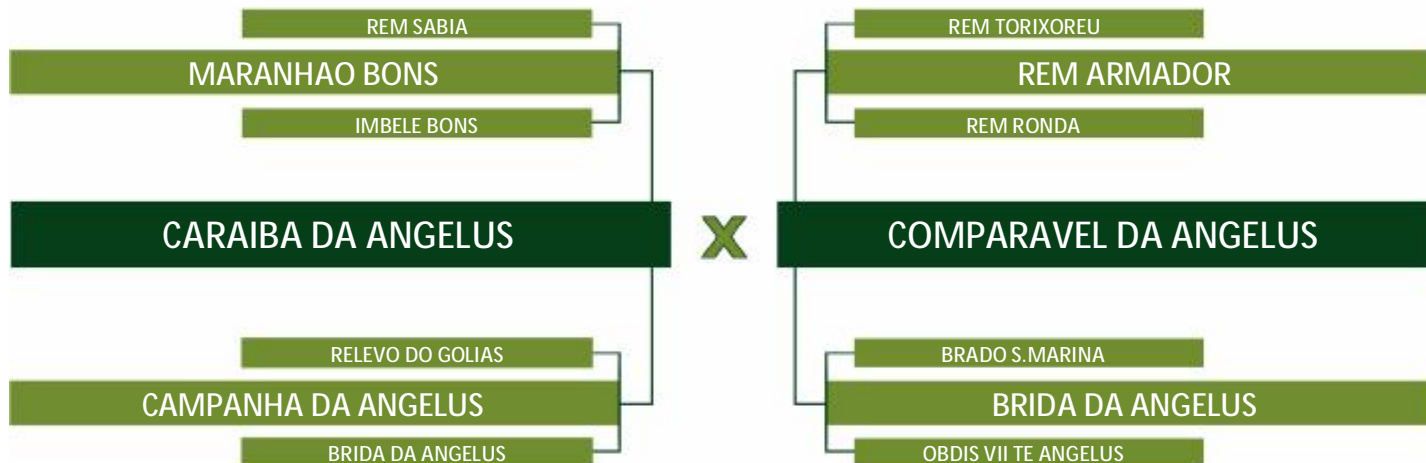 REM SABIA
MARANHAO BONS
IMBELE BONS
CARAIBA DA ANGELUS
RELEVO DO GOLIAS
CAMPANHA DA ANGELUS
BRIDA DA ANGELUS
X
REM TORIXOREU
REM ARMADOR
REM RONDA
COMPARAVEL DA ANGELUS
BRADO S.MARINA
BRIDA DA ANGELUS
OBDIS VII TE ANGELUS